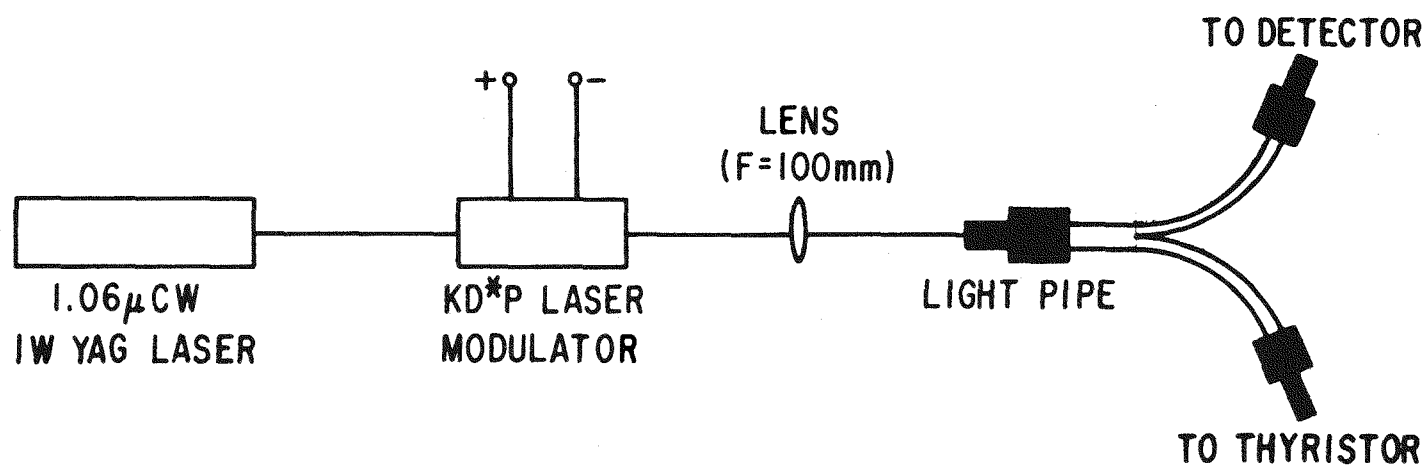 TO DETECTOR
+ -
LENS
(F=100mm)
1.06μCW
1W YAG LASER
KD*P LASER
MODULATOR
LIGHT PIPE
TO THYRISTOR